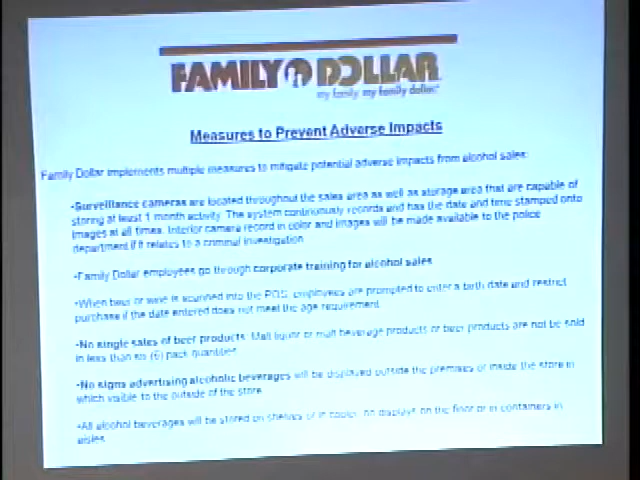 FAMILY DOLLAR
my family. my family dollar.
Measures to Prevent Adverse Impacts
Family Dollar implements multiple measures to mitigate potential adverse impacts from alcohol sales:
•Surveillance cameras are located throughout the sales area as well as storage area that are capable of
storing at least 1 month activity. The system continuously records and has the date and time stamped onto
images at all times. Interior camera record in color and images will be made available to the police
department if it relates to a criminal investigation
•Family Dollar employees go through corporate training for alcohol sales
•When beer or wine is scanned into the POS, employees are prompted to enter a birth date and restrict
purchase if the date entered does not meet the age requirement
•No single sales of beer products. Malt liquor or malt beverage products or beer products are not be sold
in less than six (6) pack quantities
•No signs advertising alcoholic beverages will be displayed outside the premises or inside the store in
which visible to the outside of the store
•All alcohol beverages will be stored on shelves or in cooler, no displays on the floor or in containers in
aisles